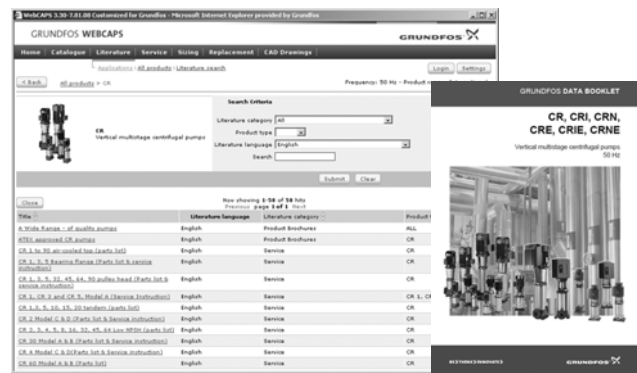 WebCAPS 3.30-7.01.00 Customized for Grundfos - Microsoft Internet Explorer provided by Grundfos
GRUNDFOS WEBCAPS
GRUNDFOS
Home Catalogue Literature Service Sizing Replacement CAD Drawings
Applications - All products - Literature search
Login Settings
< Back All products > CR
Frequency: 50 Hz - Product
CR
Vertical multistage centrifugal pumps
Search Criteria
Literature category All
Product type
Literature language English
Search
Submit Clear
Close
Now showing 1-50 of 50 hits
Previous page 1 of 1 Next
Title Literature language Literature category Product
A Wide Range - of quality pumps English Product Brochures ALL
ATEX approved CR pumps English Product Brochures CR
CR 1 to 90 air-cooled top (parts list) English Service CR
CR 1, 3, 5 Bearing flange (Parts list & service instruction) English Service CR
CR 1, 3, 5, 32, 45, 64, 90 pulley head (Parts list & service instruction) English Service CR
CR 1, CR 3 and CR 5, Model A (Service Instruction) English Service CR 1, CR
CR 1,3, 5, 10, 15, 20 tandem (parts list) English Service CR
CR 2 Model C & D (Parts list & Service instruction) English Service CR
CR 2, 3, 4, 5, 8, 16, 32, 45, 64 Low NPSH (parts list) English Service CR
CR 30 Model A & B (Parts list & Service instruction) English Service CR
CR 4 Model C & D(Parts list & Service instruction) English Service CR
CR 60 Model A & B (Parts list) English Service CR
GRUNDFOS DATA BOOKLET
CR, CRI, CRN,
CRE, CRIE, CRNE
Vertical multistage centrifugal pumps
50 Hz
BE>THINK>INNOVATE>
GRUNDFOS